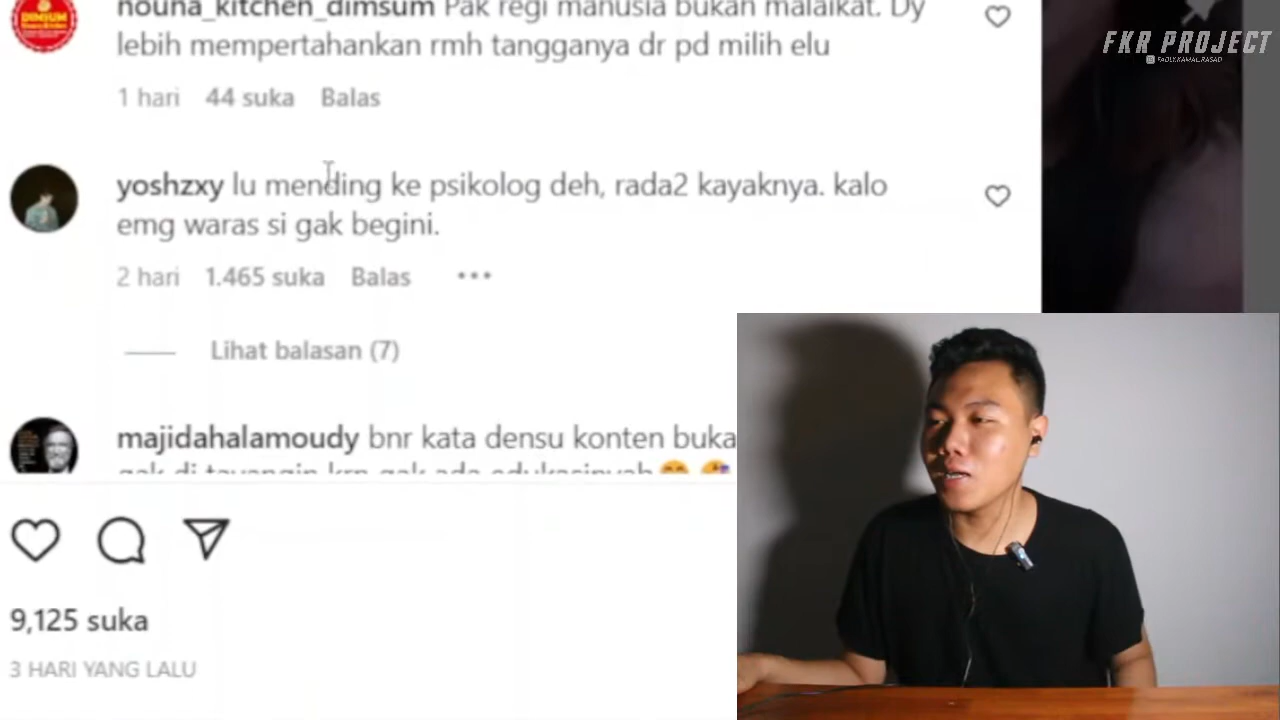 nouna_kitchen_dimsum Pak regi manusia bukan malaikat. Dy
lebih mempertahankan rmh tangganya dr pd milih elu
1 hari 44 suka Balas
yoshzxy lu mending ke psikolog deh, rada2 kayaknya. kalo
emg waras si gak begini.
2 hari 1.465 suka Balas •••
Lihat balasan (7)
majidahalamoudy bnr kata densu konten buka
gak di tayangin krn gak ada edukasinyah
9,125 suka
3 HARI YANG LALU
DIMSUM
FKR PROJECT
FADLY.KAMAL.RASAD